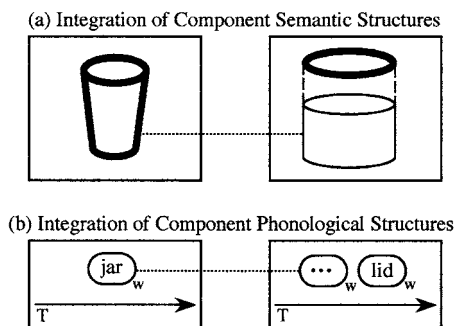 (a) Integration of Component Semantic Structures
(b) Integration of Component Phonological Structures
jar w ... w lid w
T T